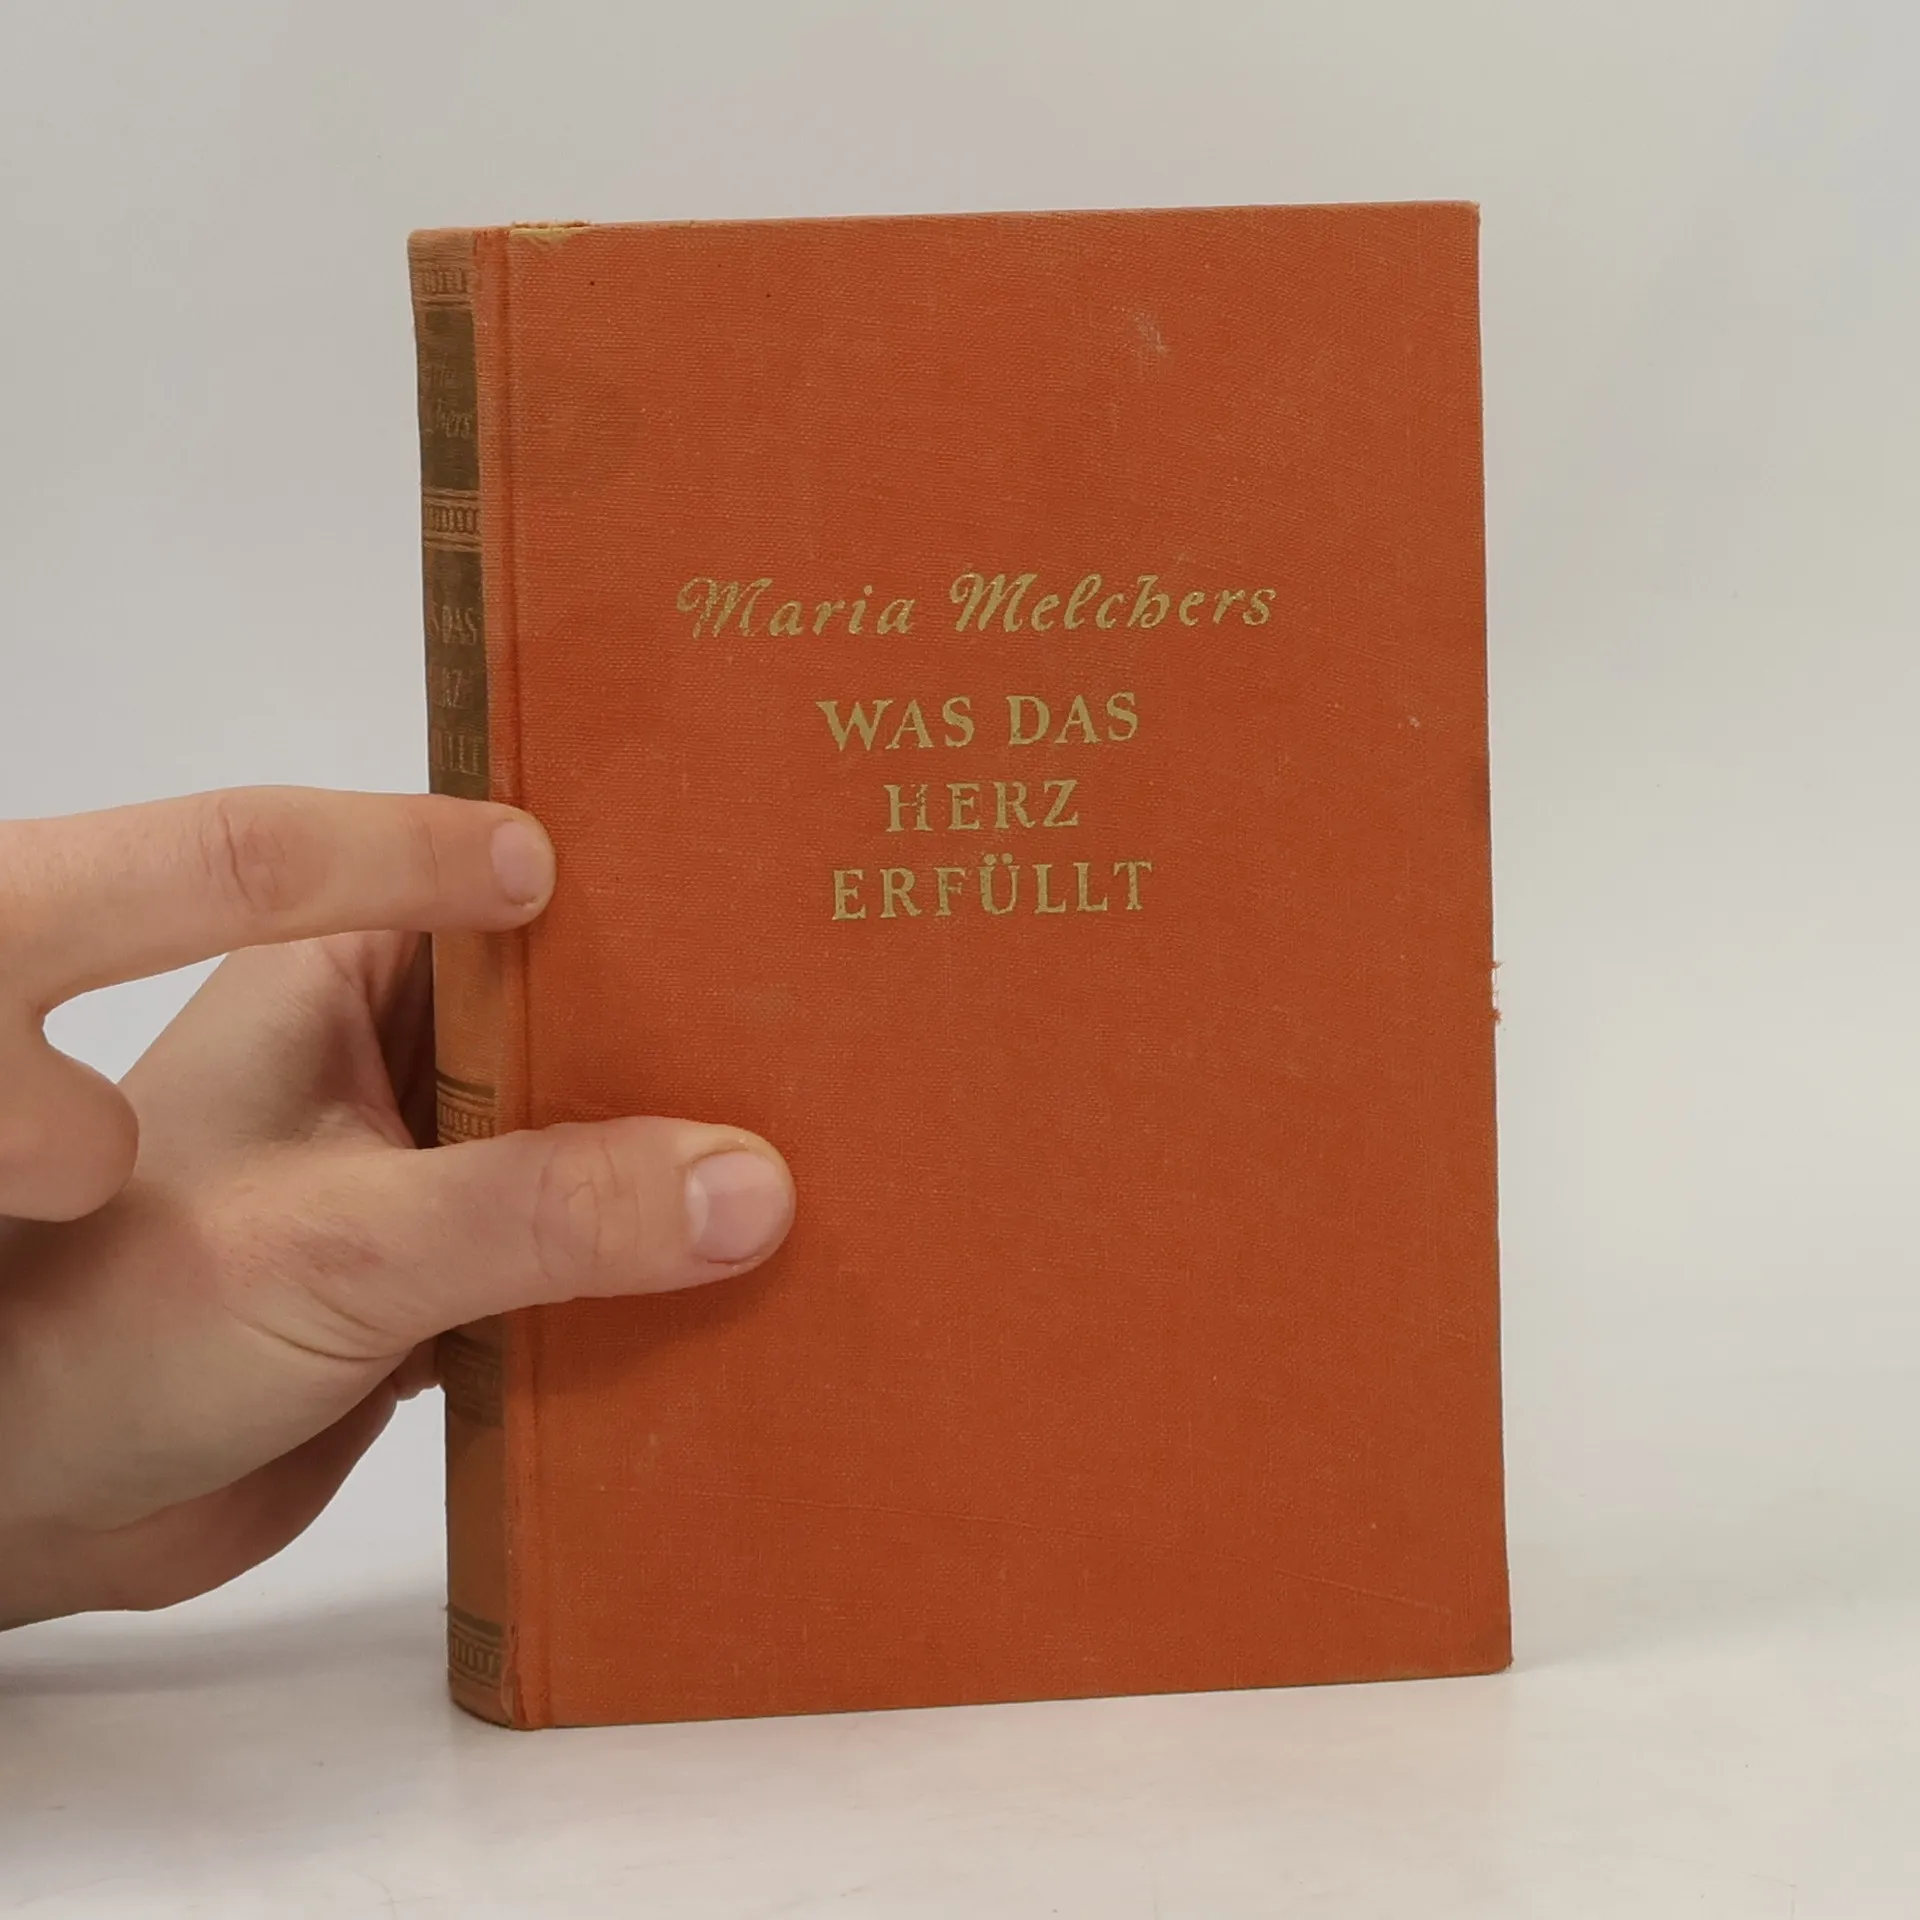 Maria Melchers
WAS DAS
HERZ
ERFÜLLT